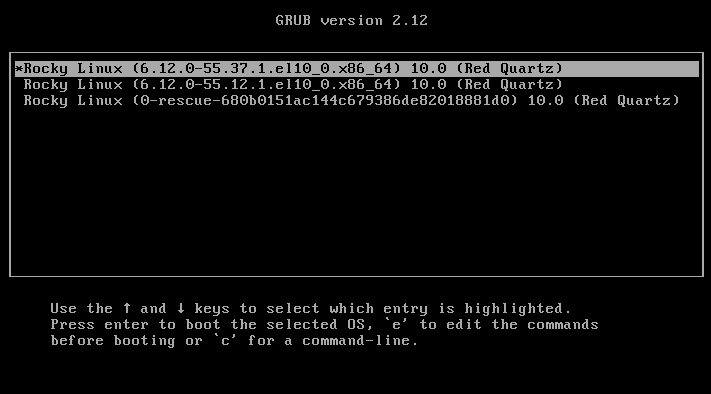 GRUB version 2.12
*Rocky Linux (6.12.0-55.37.1.el10_0.x86_64) 10.0 (Red Quartz)
Rocky Linux (6.12.0-55.12.1.el10_0.x86_64) 10.0 (Red Quartz)
Rocky Linux (0-rescue-680b0151ac144c679386de82018881d0) 10.0 (Red Quartz)
Use the ↑ and ↓ keys to select which entry is highlighted.
Press enter to boot the selected OS, `e' to edit the commands
before booting or `c' for a command-line.